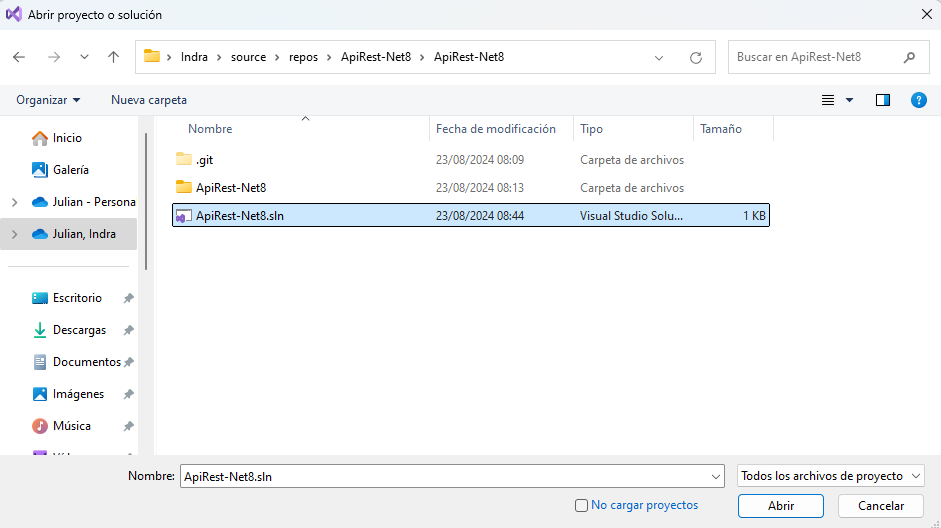 Abrir proyecto o solución
Indra > source > repos > ApiRest-Net8 > ApiRest-Net8
Buscar en ApiRest-Net8
Organizar
Nueva carpeta
?
Nombre Fecha de modificación Tipo Tamaño
Inicio
Galería
Julian - Persona
Julian, Indra
Escritorio
Descargas
Documentos
Imágenes
Música
.git 23/08/2024 08:09 Carpeta de archivos
ApiRest-Net8 23/08/2024 08:13 Carpeta de archivos
ApiRest-Net8.sln 23/08/2024 08:44 Visual Studio Solu... 1 KB
Nombre: ApiRest-Net8.sln
Todos los archivos de proyecto
No cargar proyectos
Abrir
Cancelar